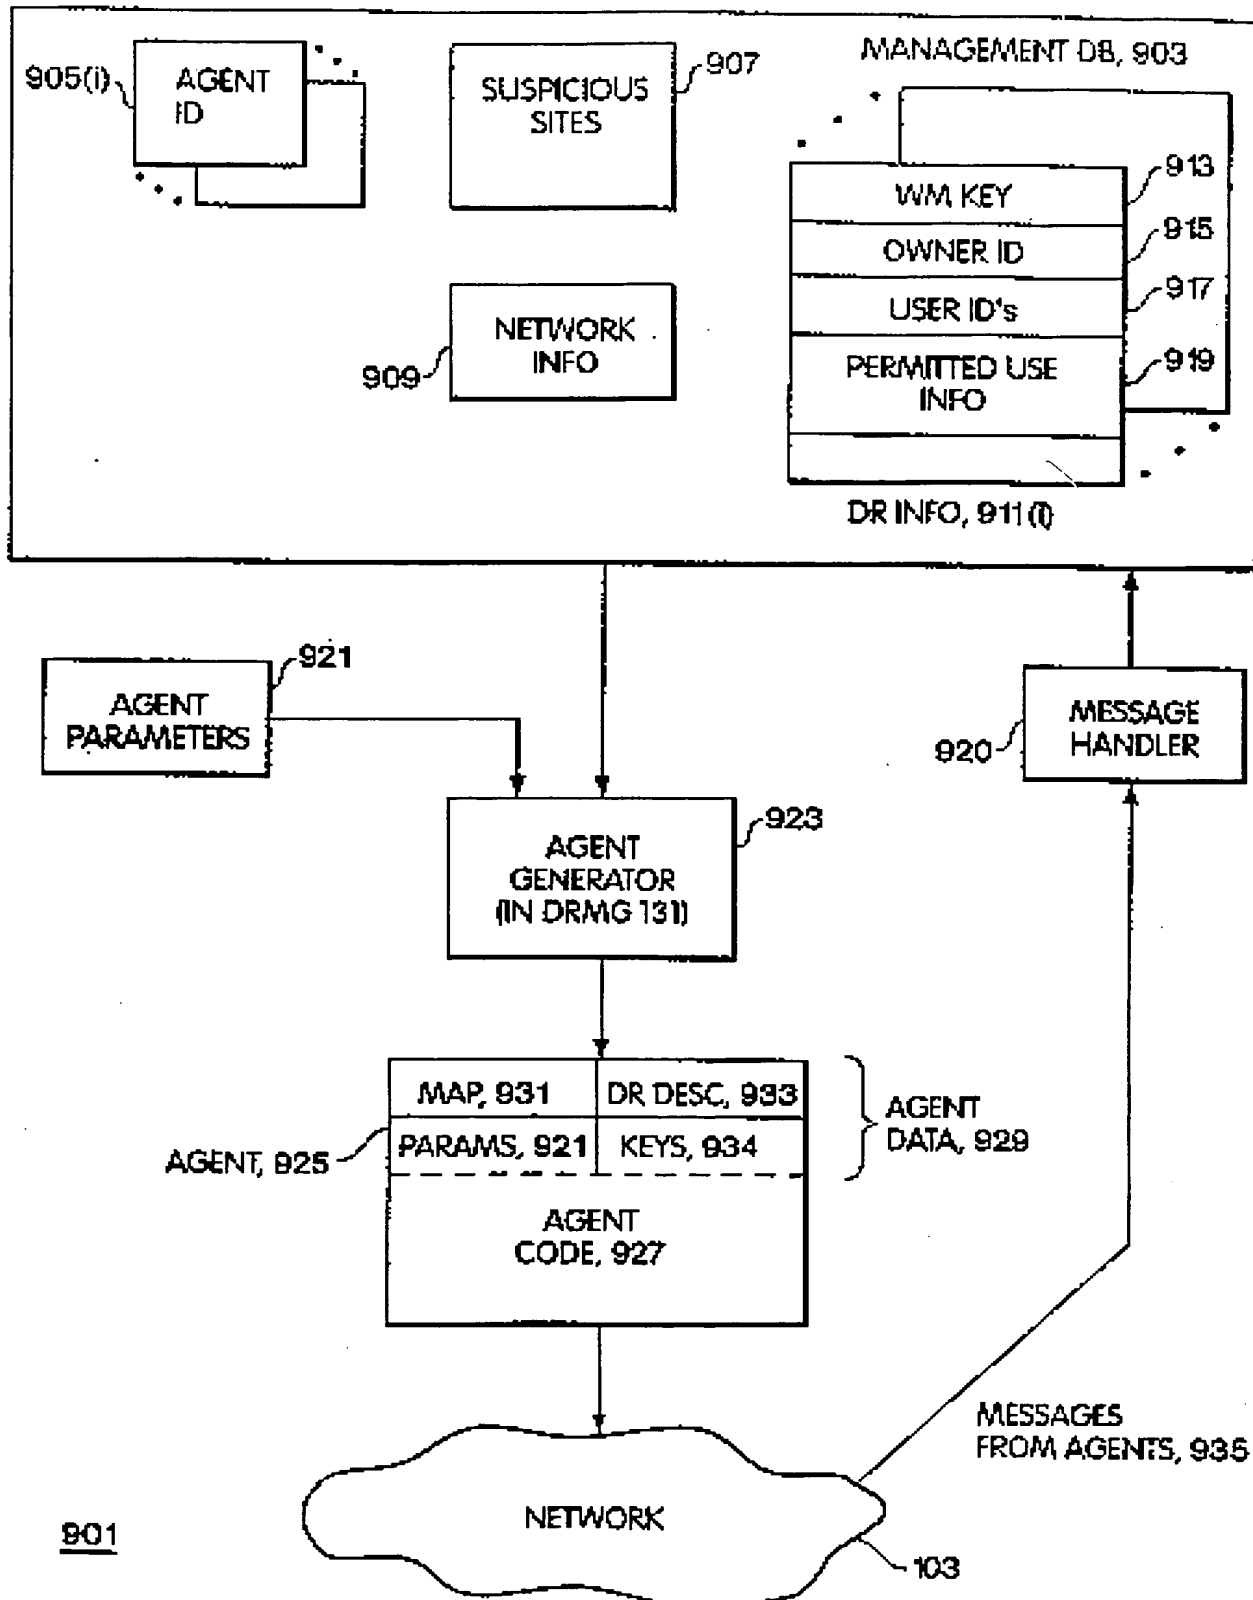 MANAGEMENT DB, 903
905(i)
AGENT
ID
SUSPICIOUS
SITES
907
WM KEY
913
OWNER ID
915
USER ID's
917
PERMITTED USE
INFO
919
NETWORK
INFO
909
DR INFO, 911(i)
921
AGENT
PARAMETERS
MESSAGE
HANDLER
920
923
AGENT
GENERATOR
(IN DRMG 131)
MAP, 931
DR DESC, 933
PARAMS, 921
KEYS, 934
AGENT
DATA, 929
AGENT, 925
AGENT
CODE, 927
MESSAGES
FROM AGENTS, 935
NETWORK
901
103